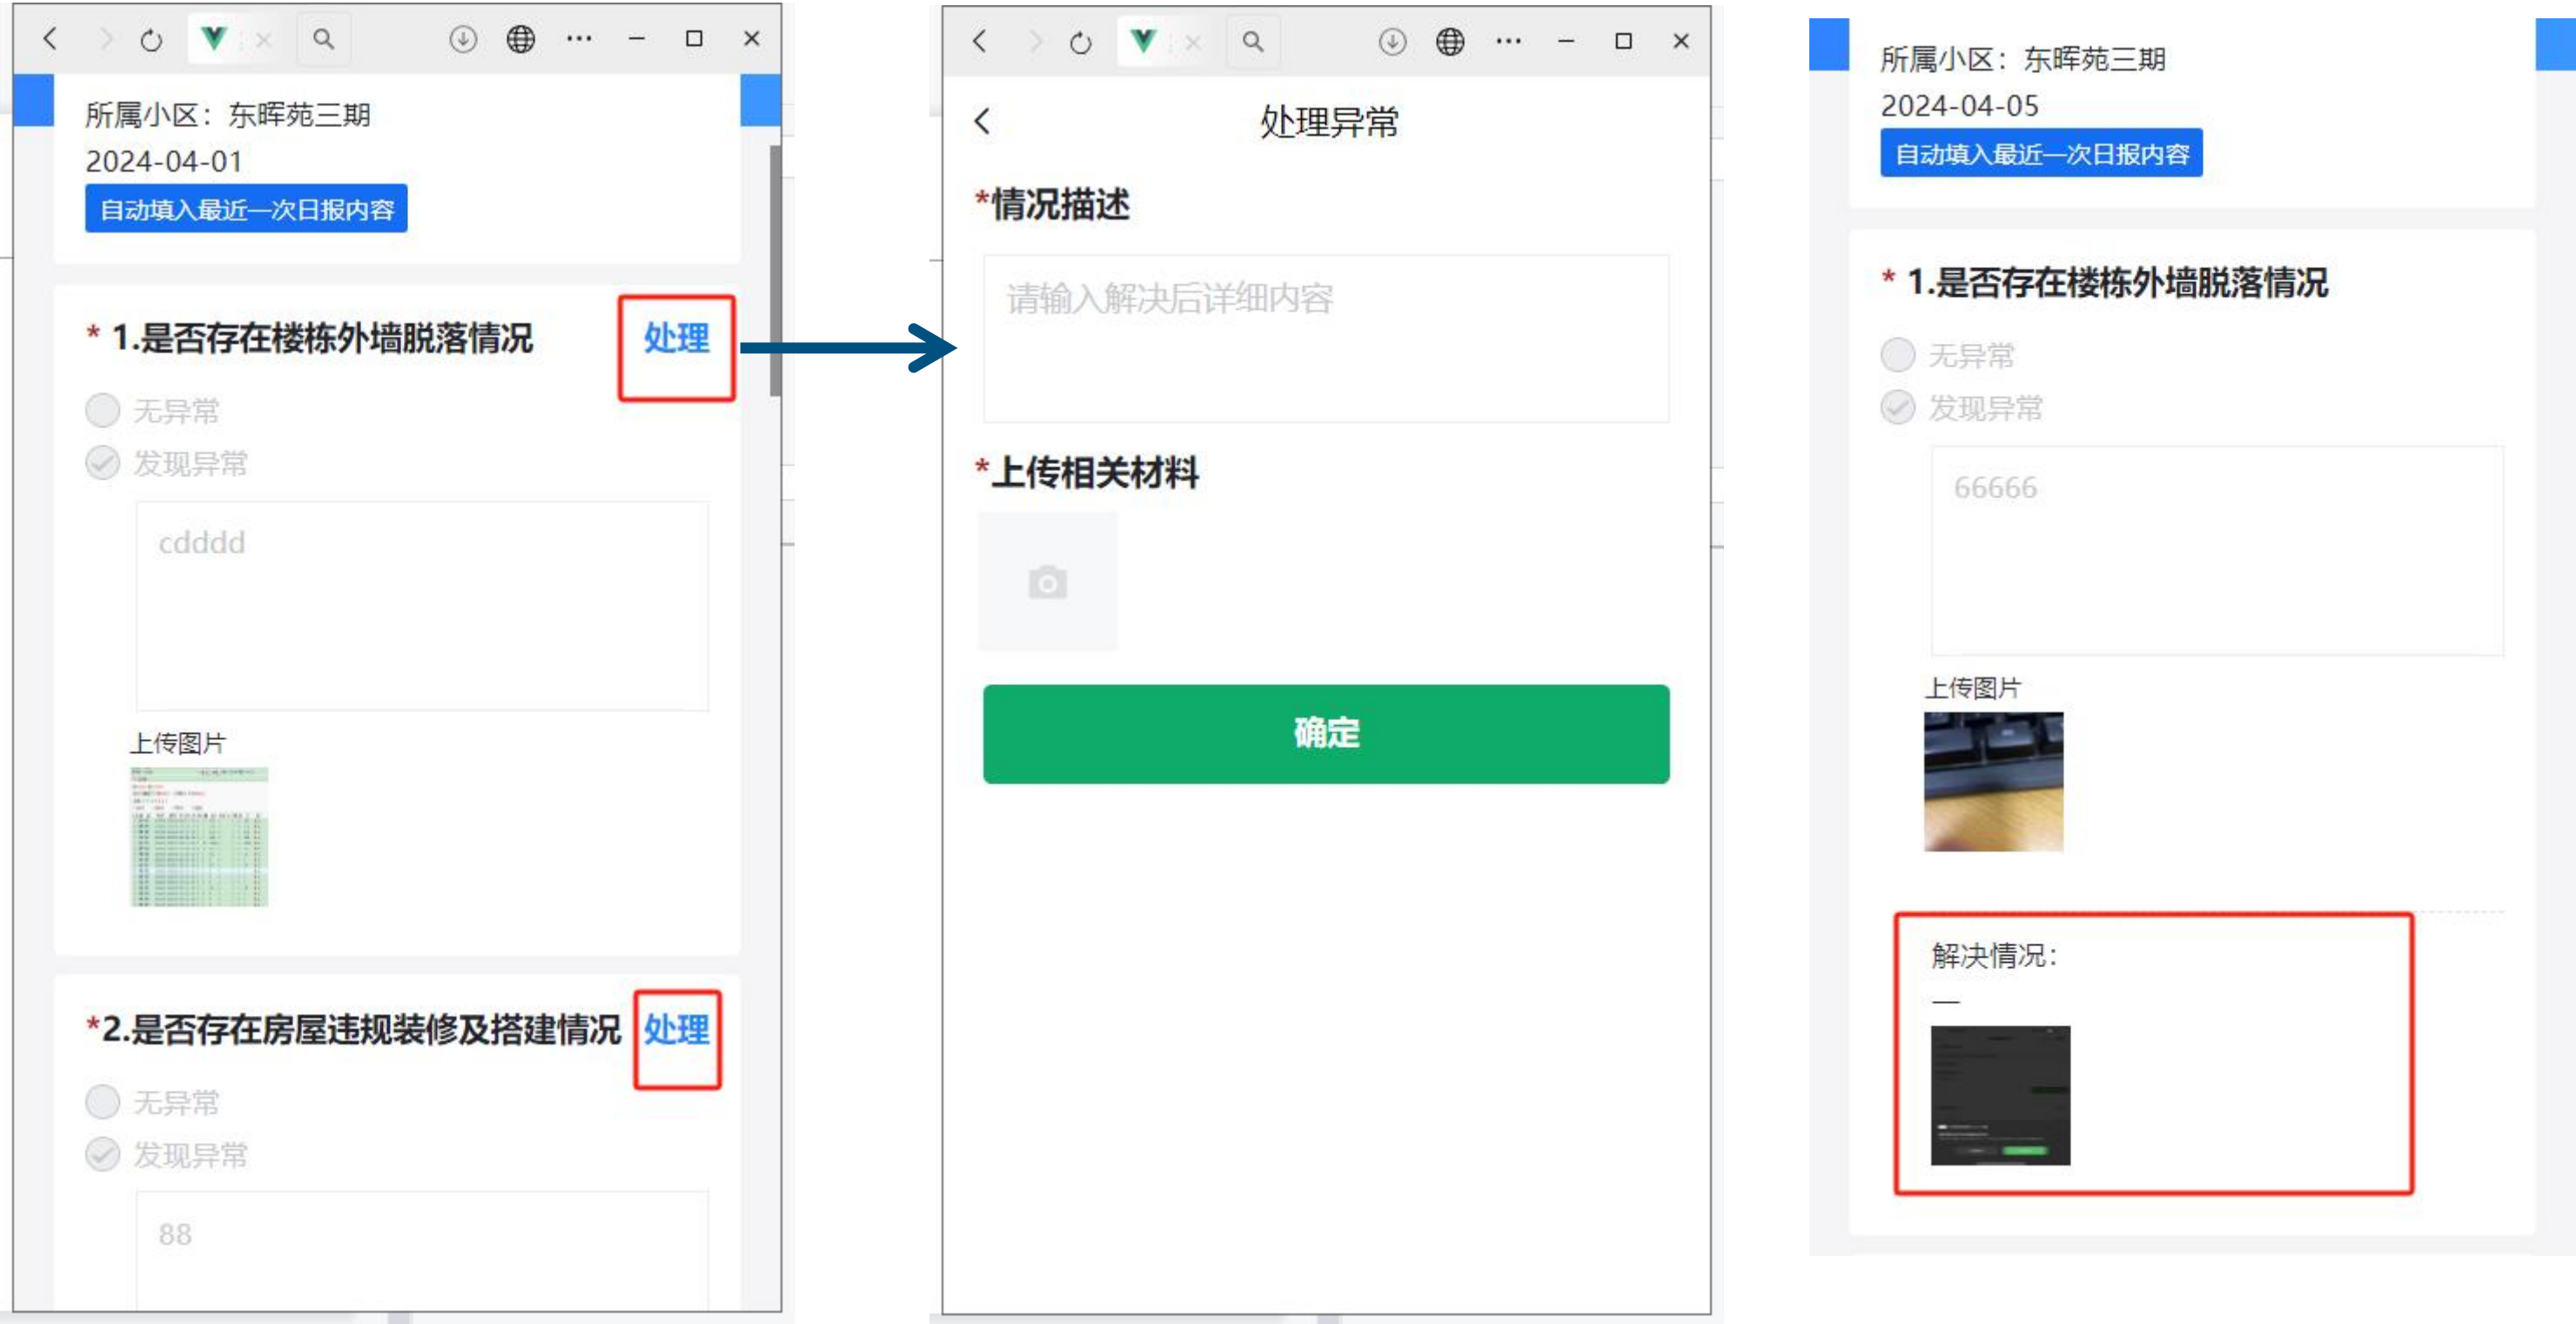 所属小区：东晖苑三期
2024-04-01
自动填入最近一次日报内容
* 1.是否存在楼栋外墙脱落情况
处理
无异常
发现异常
cdddd
上传图片
*2.是否存在房屋违规装修及搭建情况
处理
无异常
发现异常
88
处理异常
*情况描述
请输入解决后详细内容
*上传相关材料
确定
所属小区：东晖苑三期
2024-04-05
自动填入最近一次日报内容
* 1.是否存在楼栋外墙脱落情况
无异常
发现异常
66666
上传图片
解决情况：
一